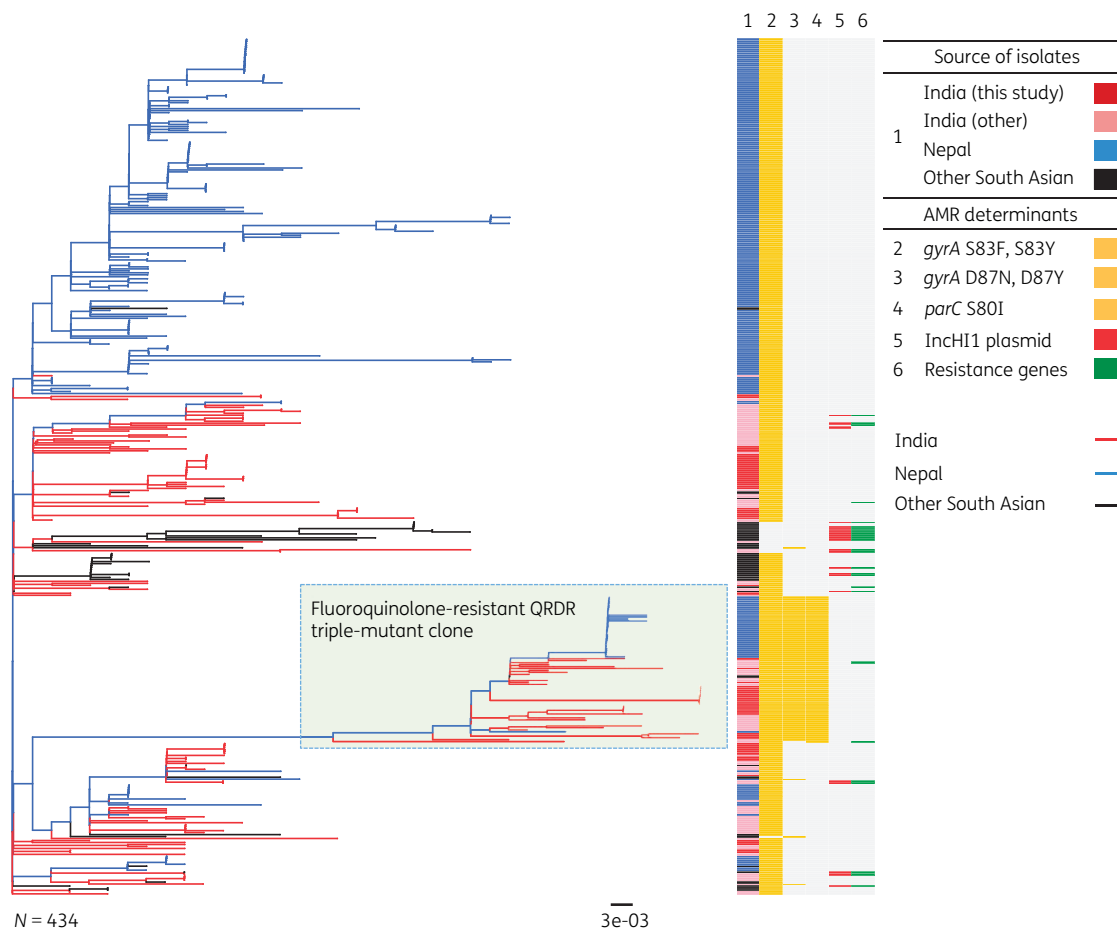 1 2 3 4 5 6
Source of isolates
1
India (this study)
India (other)
Nepal
Other South Asian
AMR determinants
2 gyrA S83F, S83Y
3 gyrA D87N, D87Y
4 parC S80I
5 IncHI1 plasmid
6 Resistance genes
India
Nepal
Other South Asian
Fluoroquinolone-resistant QRDR
triple-mutant clone
N = 434
3e-03